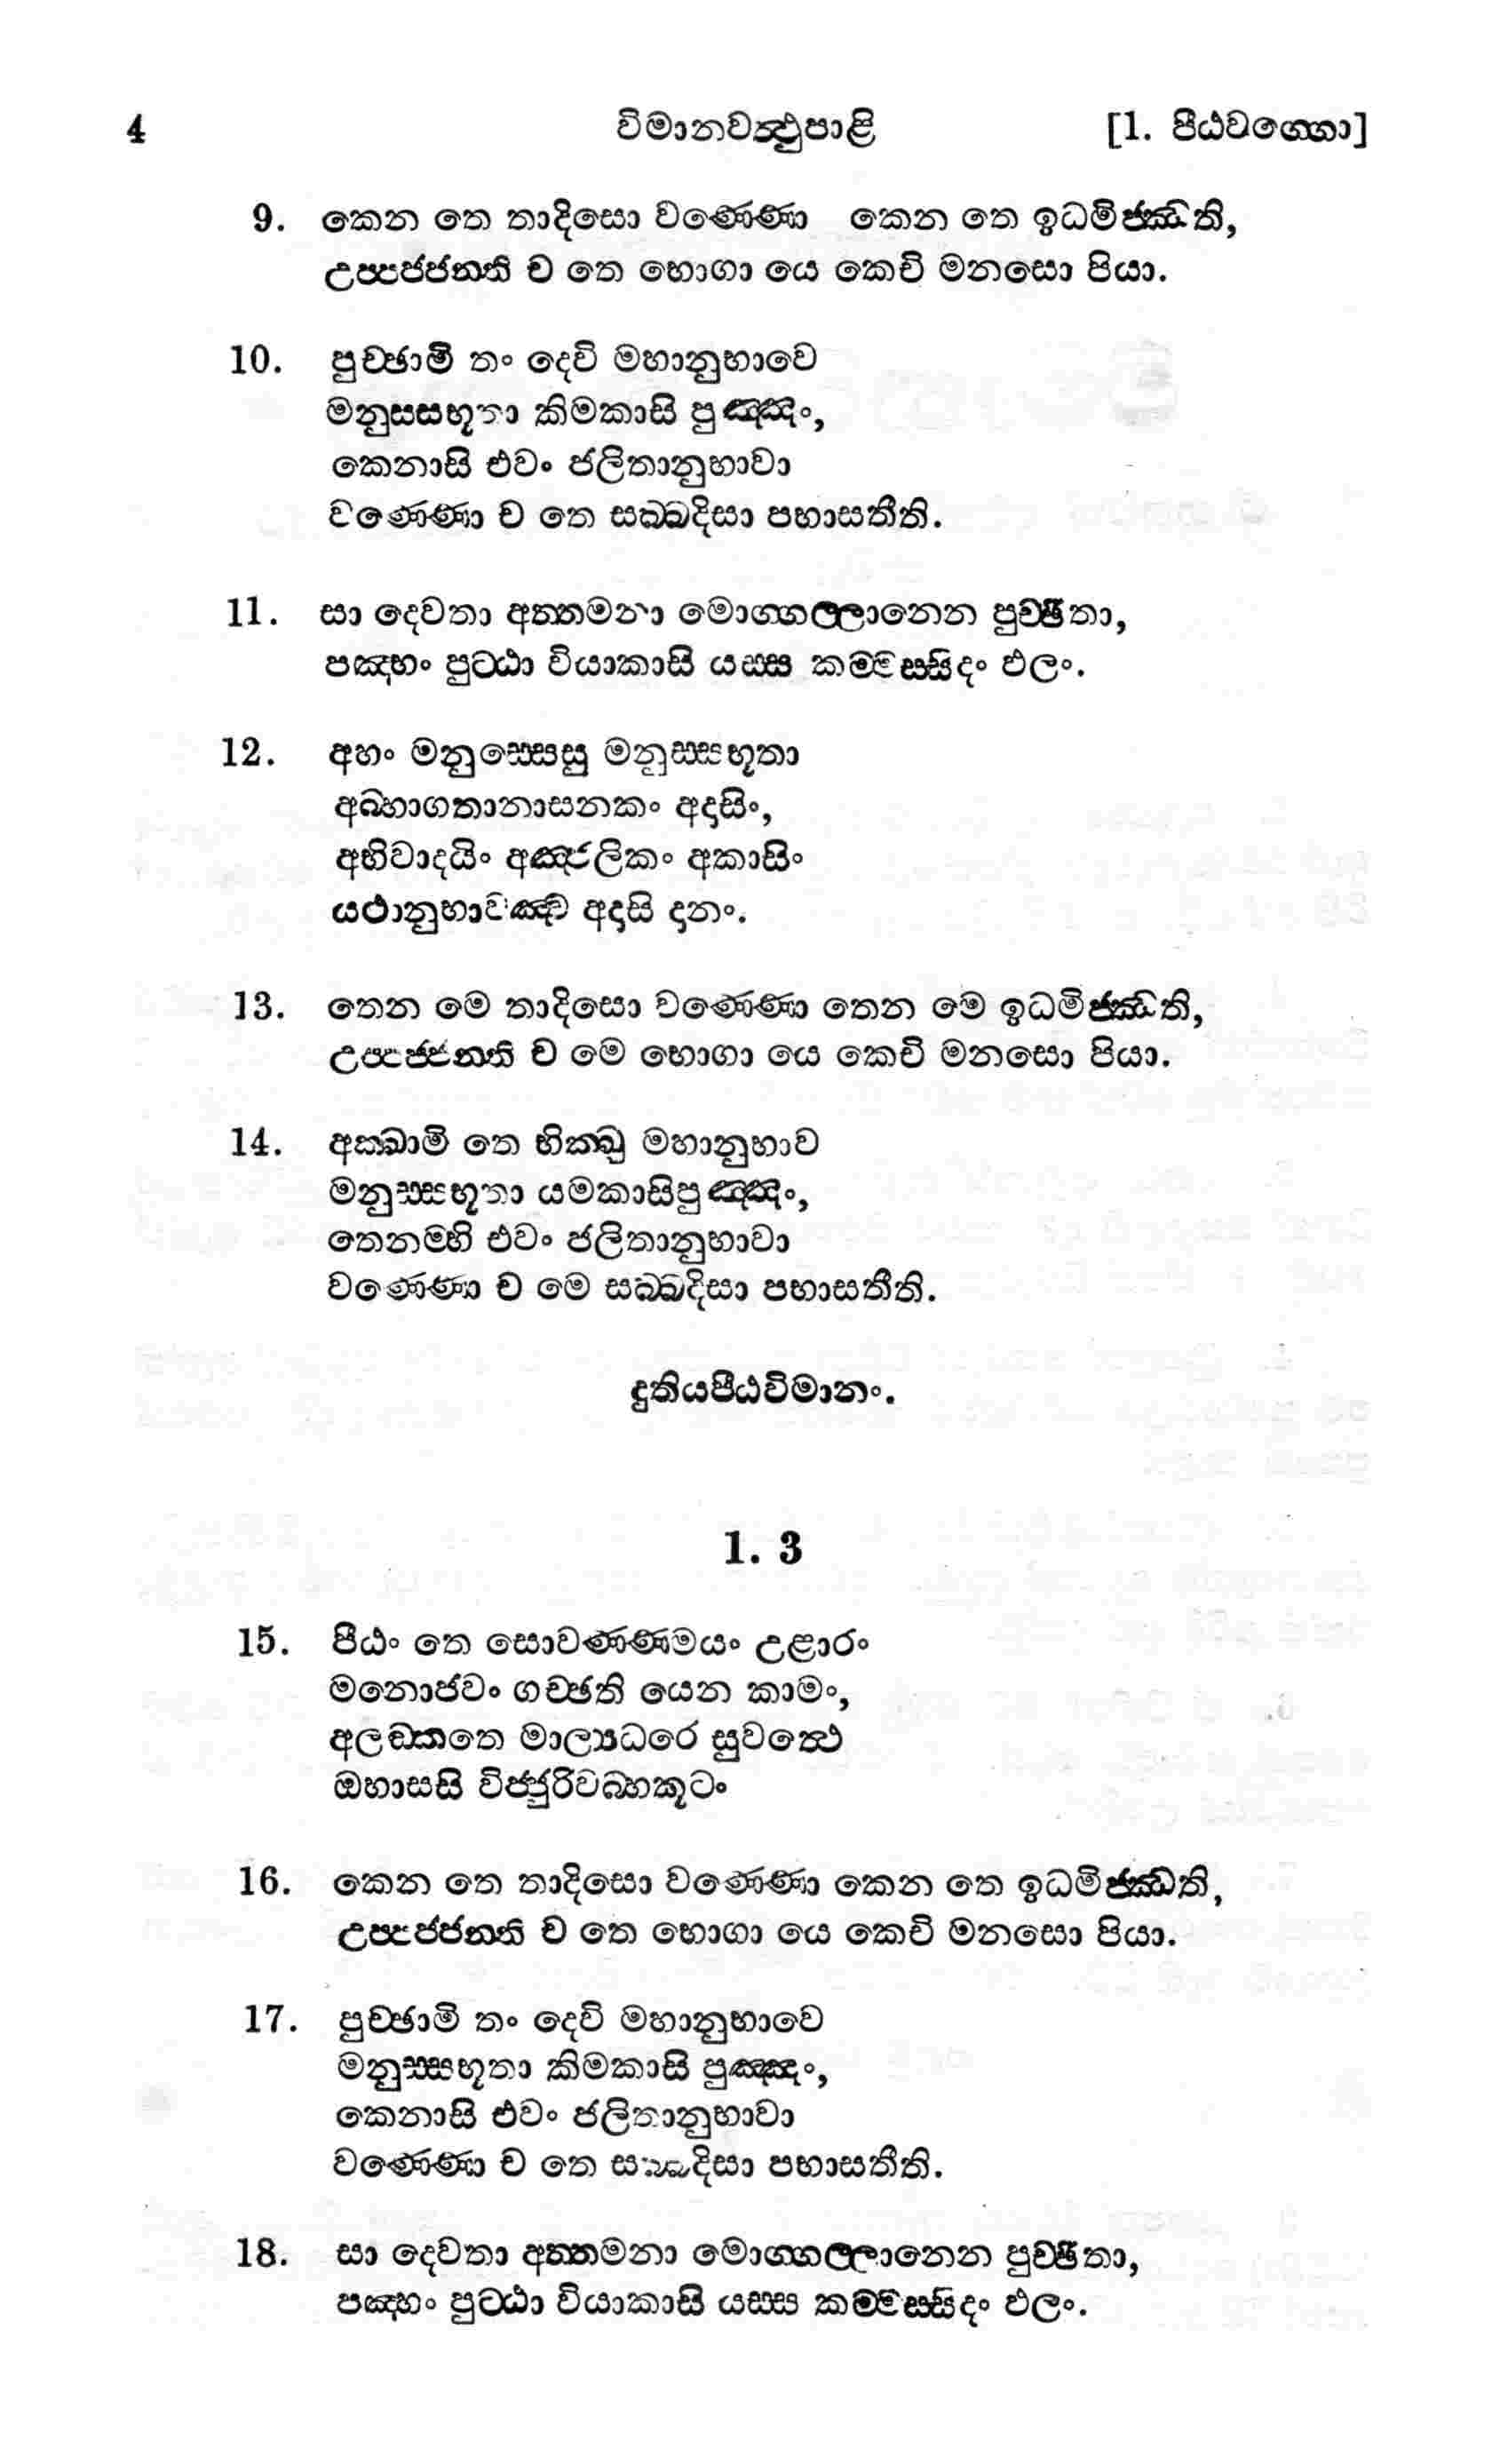 4 විමානවත්ථුපාළි [1. පීඨවග්ගො]
9. කෙන තෙ තාදිසො වණ්ණො කෙන තෙ ඉධමිජ්ඣති,
උප්පජ්ජන්ති ච තෙ භොගා යෙ කෙචි මනසො පියා.
10. පුච්ඡාමි තං දෙවි මහානුභාවෙ
මනුස්සභූතා කිමකාසි පුඤ්ඤං,
කෙනාසි එවං ජලිතානුභාවා
වණ්ණො ච තෙ සබ්බදිසා පභාසතීති.
11. සා දෙවතා අත්තමනා මොග්ගල්ලානෙන පුච්ඡිතා,
පඤ්හං පුට්ඨා වියාකාසි යස්ස කම්මස්සිදං ඵලං.
12. අහං මනුස්සෙසු මනුස්සභූතා
අබ්භාගතානාසනකං අදාසිං,
අභිවාදයිං අඤ්ජලිකං අකාසිං
යථානුභාවඤ්ච අදාසි දානං.
13. තෙන මෙ තාදිසො වණ්ණො තෙන මෙ ඉධමිජ්ඣති,
උප්පජ්ජන්ති ච මෙ භොගා යෙ කෙචි මනසො පියා.
14. අක්ඛාමි තෙ භික්ඛු මහානුභාව
මනුස්සභූතා යමකාසිපුඤ්ඤං,
තෙනම්හි එවං ජලිතානුභාවා
වණ්ණො ච මෙ සබ්බදිසා පභාසතීති.
දුතියපීඨවිමානං.
1. 3
15. පීඨං තෙ සොවණ්ණමයං උළාරං
මනොජවං ගච්ඡති යෙන කාමං,
අලඞ්කතෙ මාල්‍යධරෙ සුවත්ථෙ
ඔභාසසි විජ්ජුරිවබ්භකූටං
16. කෙන තෙ තාදිසො වණ්ණො කෙන තෙ ඉධමිජ්ඣති,
උප්පජ්ජන්ති ච තෙ භොගා යෙ කෙචි මනසො පියා.
17. පුච්ඡාමි තං දෙවි මහානුභාවෙ
මනුස්සභූතා කිමකාසි පුඤ්ඤං,
කෙනාසි එවං ජලිතානුභාවා
වණ්ණො ච තෙ සබ්බදිසා පභාසතීති.
18. සා දෙවතා අත්තමනා මොග්ගල්ලානෙන පුච්ඡිතා,
පඤ්හං පුට්ඨා වියාකාසි යස්ස කම්මස්සිදං ඵලං.